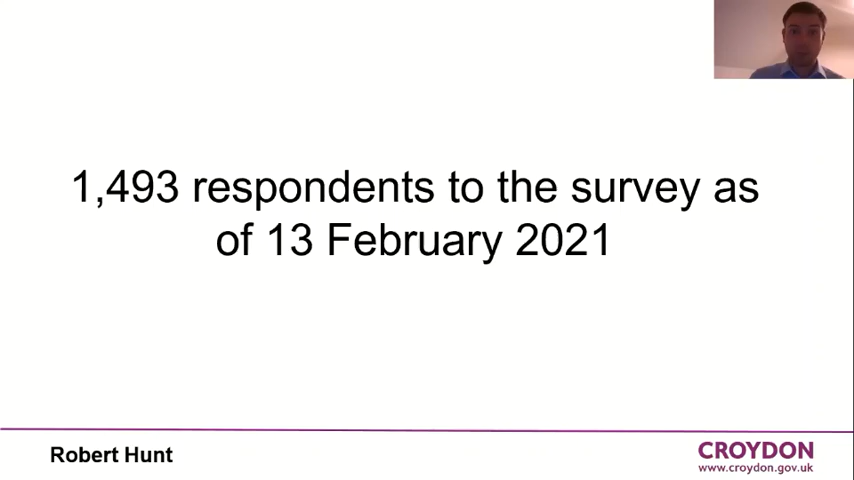 1,493 respondents to the survey as
of 13 February 2021
Robert Hunt
CROYDON
www.croydon.gov.uk